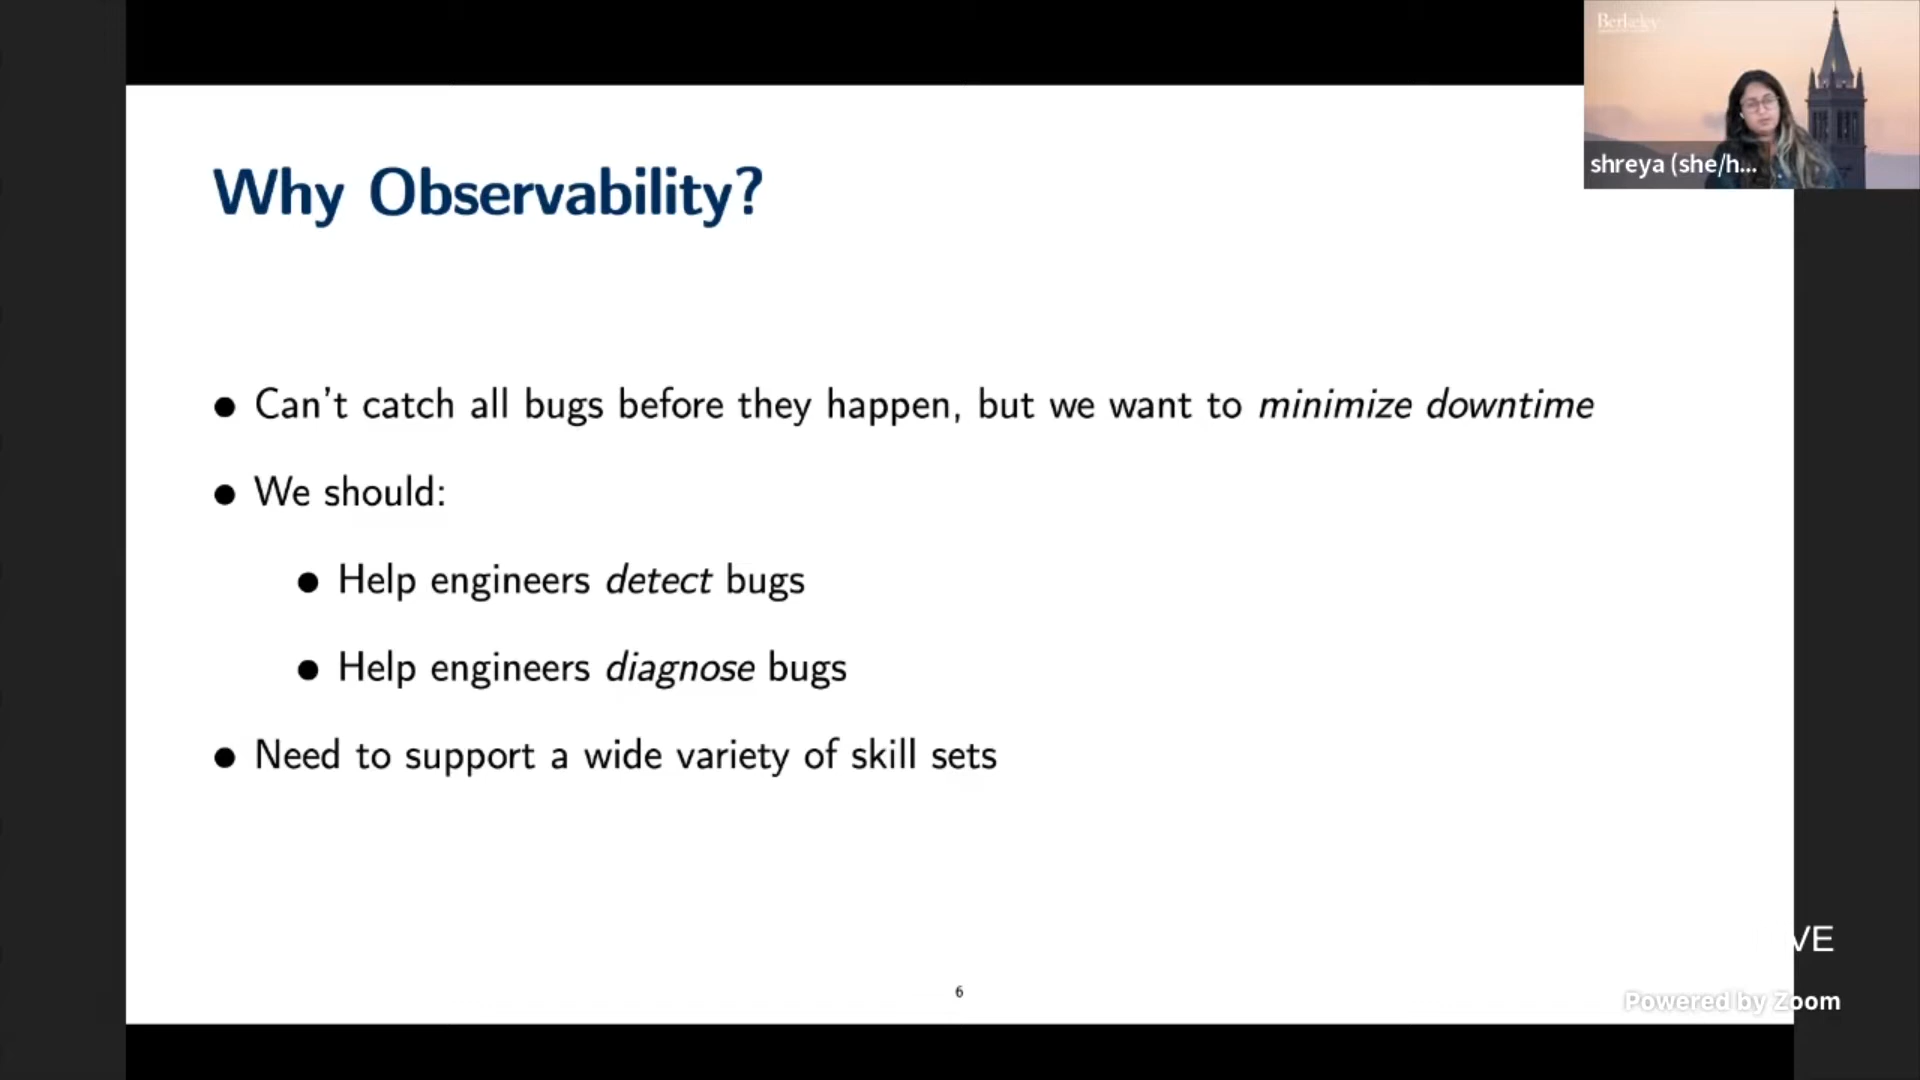 Berkeley
shreya (she/h...
Why Observability?
● Can't catch all bugs before they happen, but we want to minimize downtime
● We should:
● Help engineers detect bugs
● Help engineers diagnose bugs
● Need to support a wide variety of skill sets
6
VE
Powered by Zoom